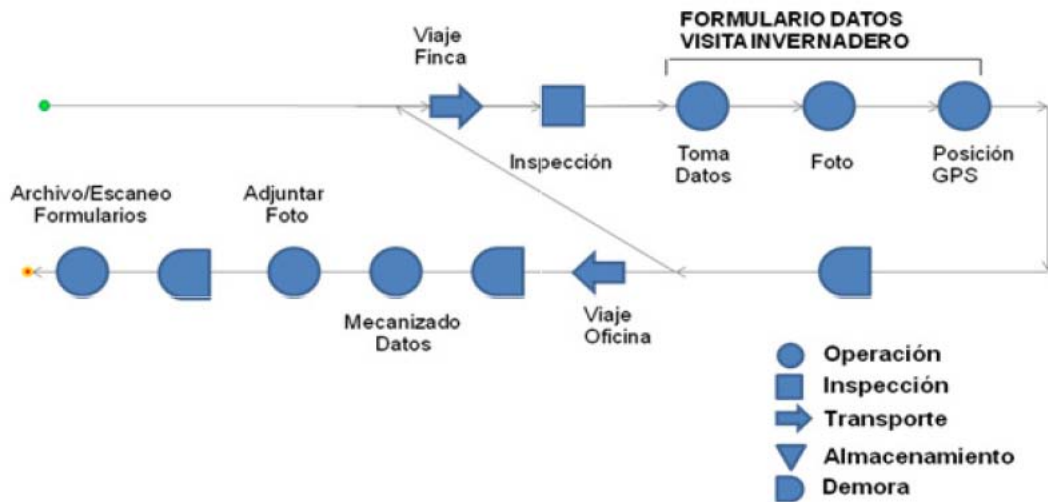 FORMULARIO DATOS
VISITA INVERNADERO
Viaje
Finca
Inspección
Toma
Datos
Foto
Posición
GPS
Archivo/Escaneo
Formularios
Adjuntar
Foto
Mecanizado
Datos
Viaje
Oficina
Operación
Inspección
Transporte
Almacenamiento
Demora